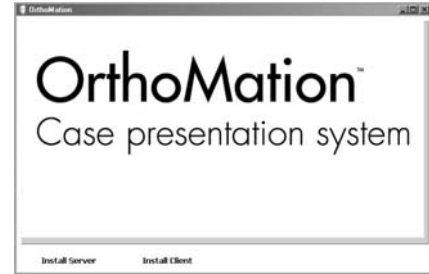 OrthoMation
OrthoMation™
Case presentation system
Install Server Install Client